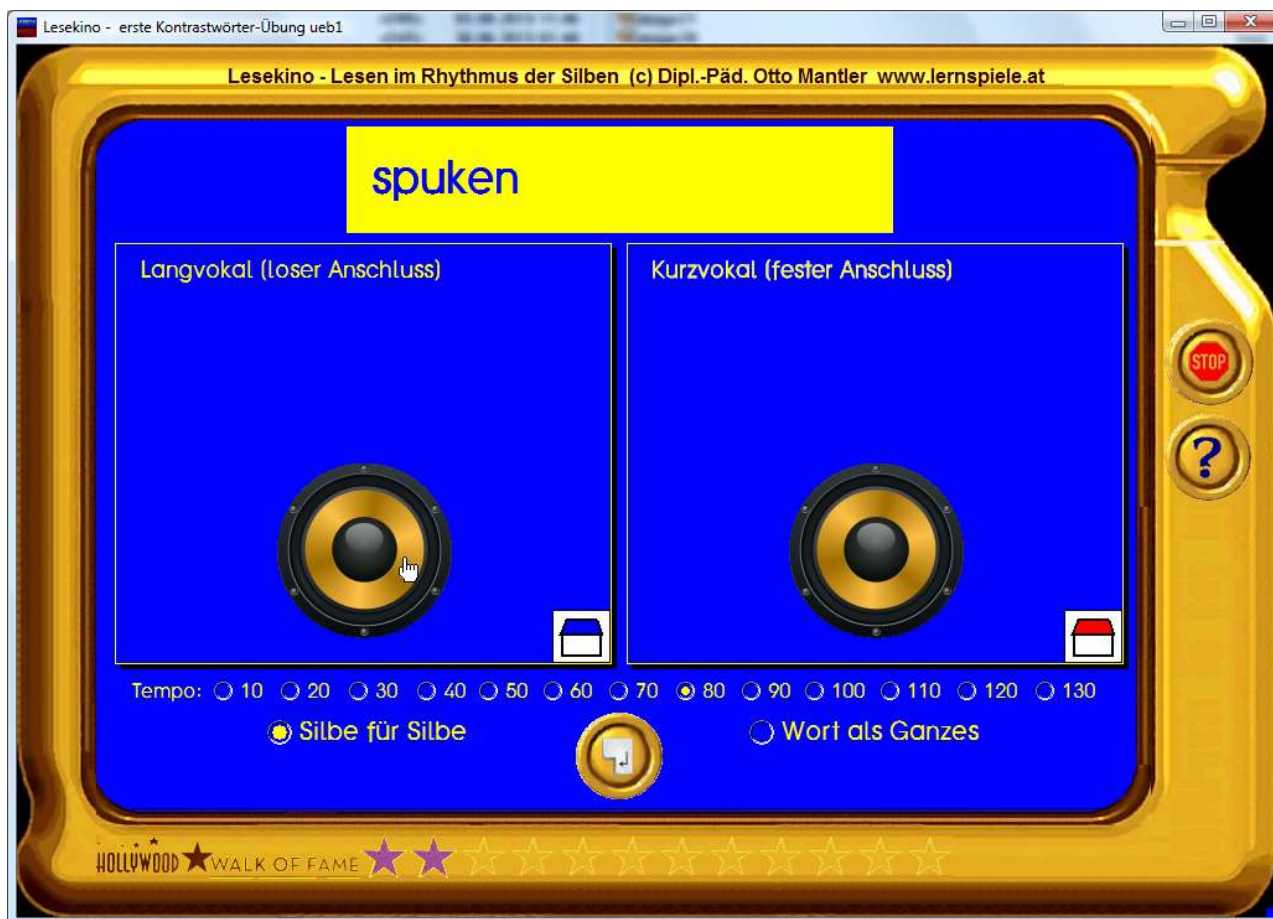 Lesekino - erste Kontrastwörter-Übung ueb1
Lesekino - Lesen im Rhythmus der Silben (c) Dipl.-Päd. Otto Mantler www.lernspiele.at
spuken
Langvokal (loser Anschluss)
Kurzvokal (fester Anschluss)
STOP
?
Tempo: 10 20 30 40 50 60 70 80 90 100 110 120 130
Silbe für Silbe
Wort als Ganzes
HOLLYWOOD WALK OF FAME